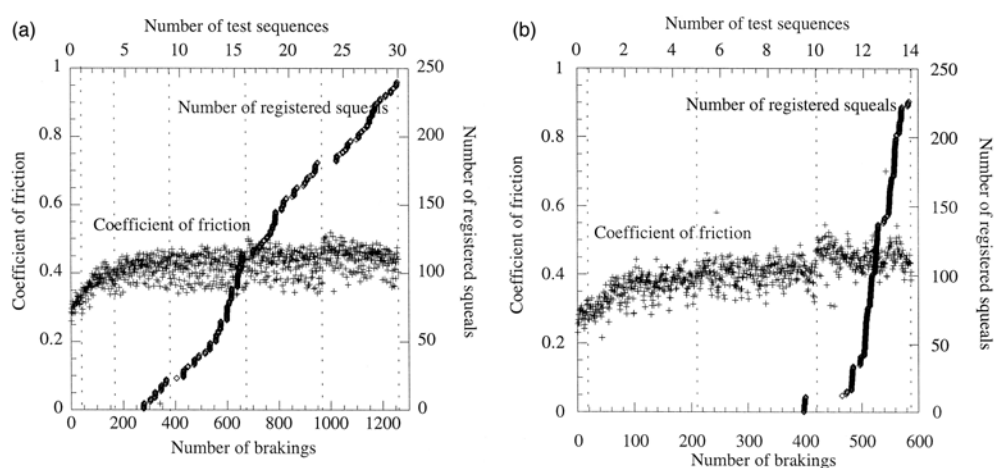 (a)
Number of test sequences
0 5 10 15 20 25 30
1
0.8
0.6
0.4
0.2
0
Coefficient of friction
Number of registered squeals
Coefficient of friction
250
200
150
100
50
0
Number of registered squeals
0 200 400 600 800 1000 1200
Number of brakings
(b)
Number of test sequences
0 1 2 4 5 6 8 10 12 13 14
1
0.8
0.6
0.4
0.2
0
Coefficient of friction
Number of registered squeals
Coefficient of friction
250
200
150
100
50
0
Number of registered squeals
0 100 200 300 400 500 600
Number of brakings